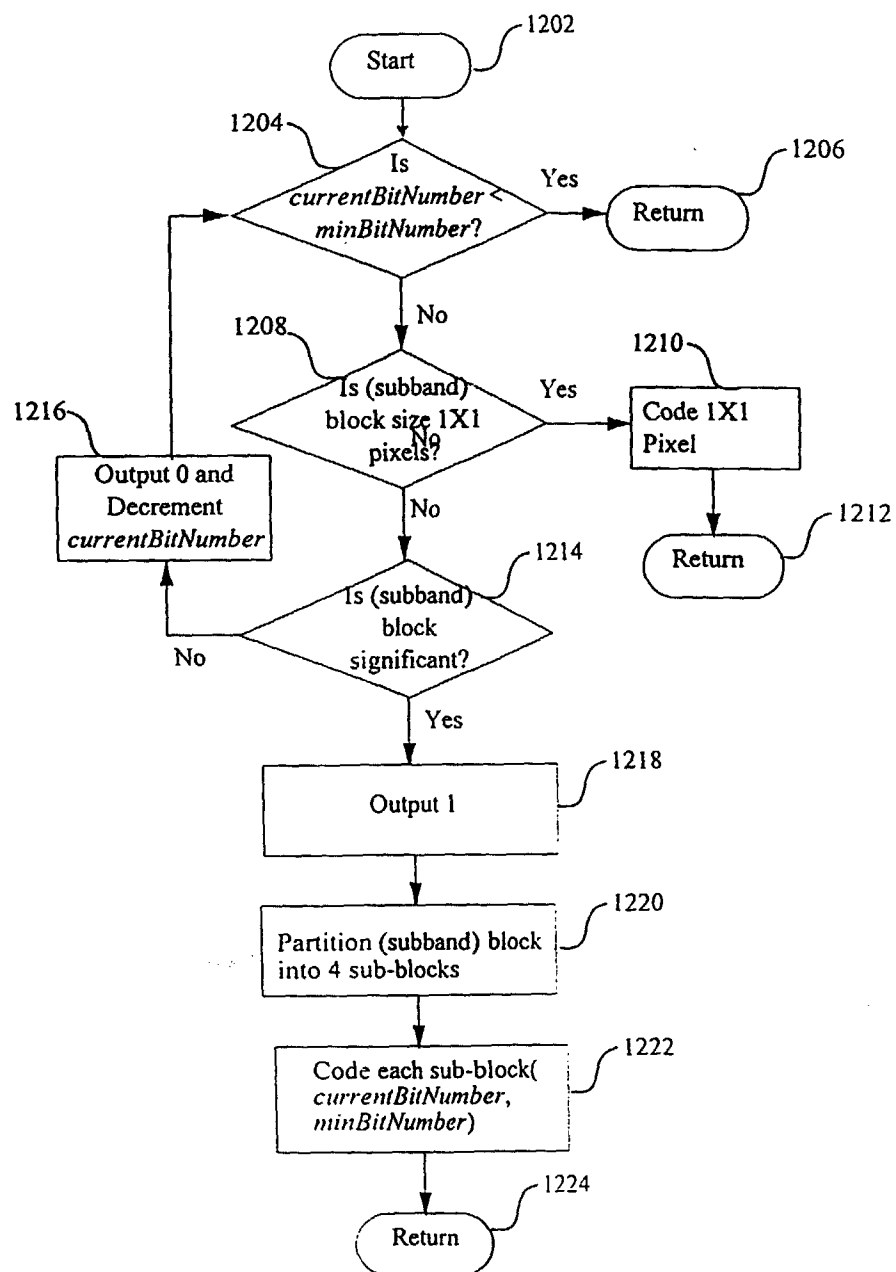 1202
Start
1204
Is
currentBitNumber <
minBitNumber?
Yes
1206
Return
No
1208
Is (subband)
block size 1X1
No
pixels?
Yes
1210
Code 1X1
Pixel
1216
Output 0 and
Decrement
currentBitNumber
No
1212
Return
1214
Is (subband)
block
significant?
No
Yes
1218
Output 1
1220
Partition (subband) block
into 4 sub-blocks
1222
Code each sub-block(
currentBitNumber,
minBitNumber)
1224
Return